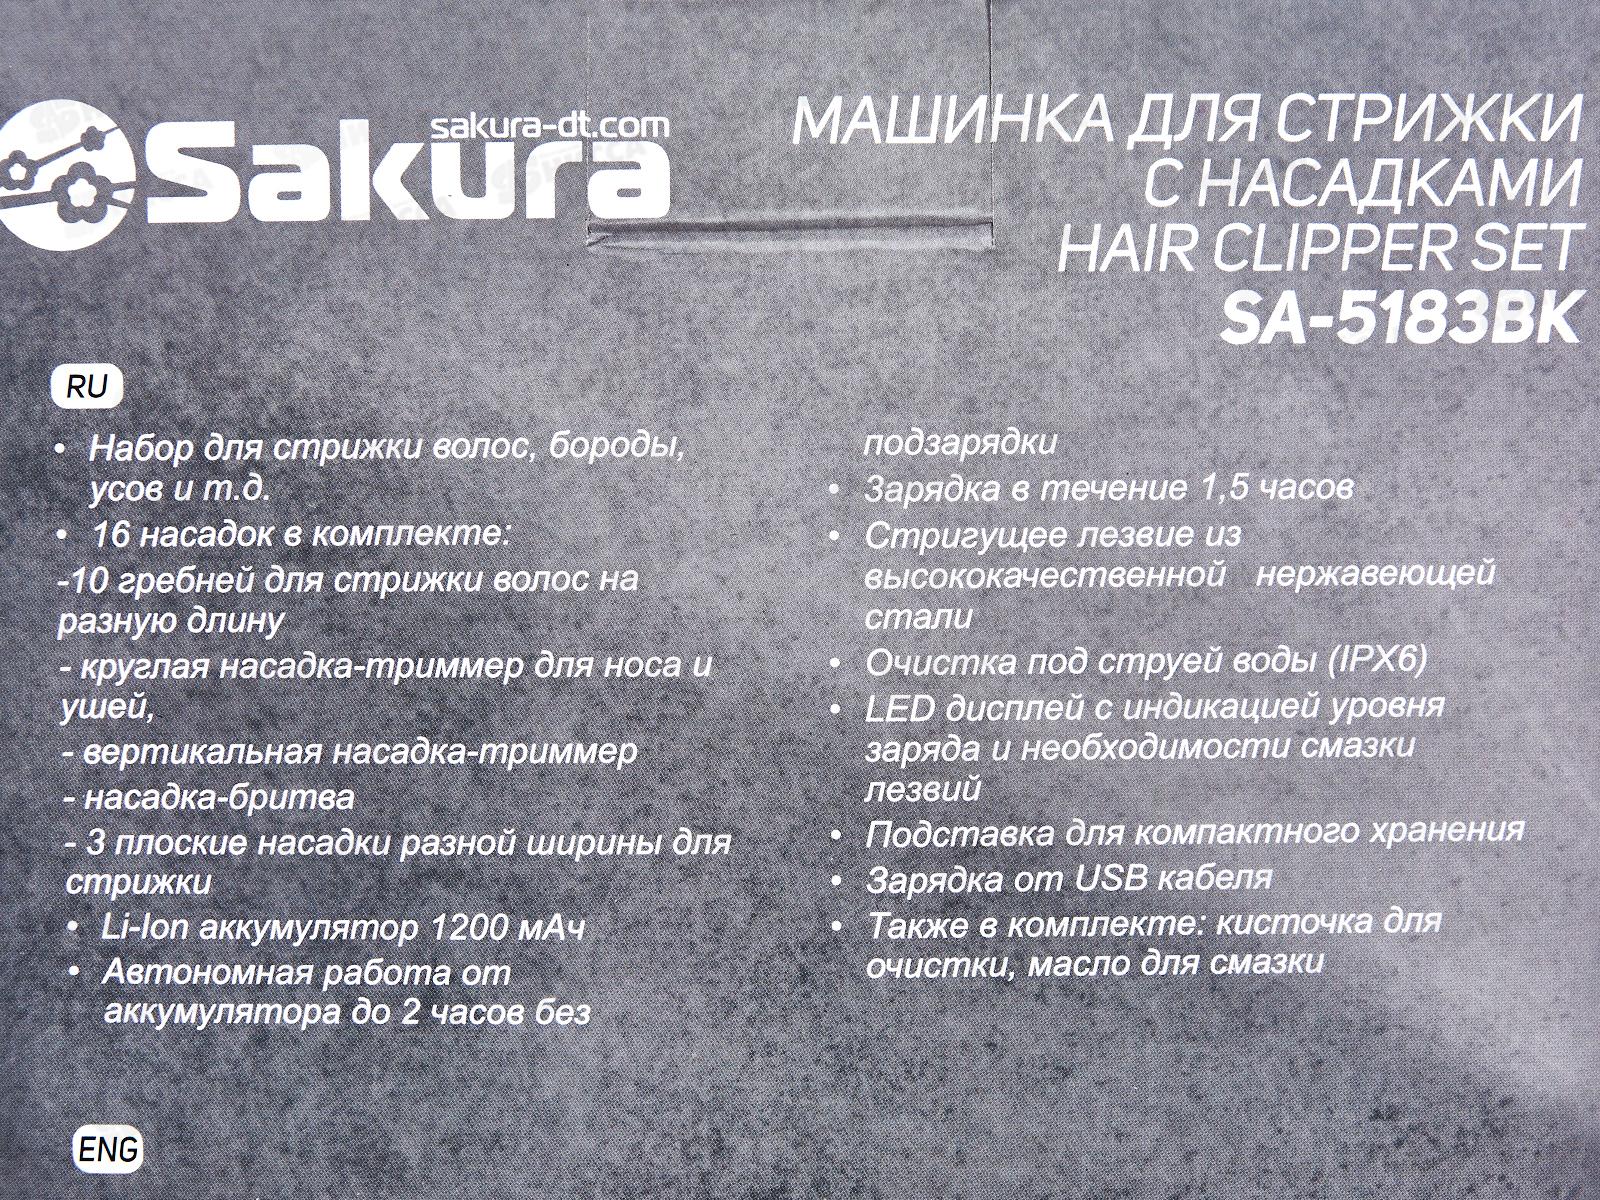 sakura-dt.com
Sakura
МАШИНКА ДЛЯ СТРИЖКИ
С НАСАДКАМИ
HAIR CLIPPER SET
SA-5183BK
RU
• Набор для стрижки волос, бороды,
усов и т.д.
• 16 насадок в комплекте:
-10 гребней для стрижки волос на
разную длину
- круглая насадка-триммер для носа и
ушей,
- вертикальная насадка-триммер
- насадка-бритва
- 3 плоские насадки разной ширины для
стрижки
• Li-Ion аккумулятор 1200 мАч
• Автономная работа от
аккумулятора до 2 часов без
подзарядки
• Зарядка в течение 1,5 часов
• Стригущее лезвие из
высококачественной нержавеющей
стали
• Очистка под струей воды (IPX6)
• LED дисплей с индикацией уровня
заряда и необходимости смазки
лезвий
• Подставка для компактного хранения
• Зарядка от USB кабеля
• Также в комплекте: кисточка для
очистки, масло для смазки
ENG